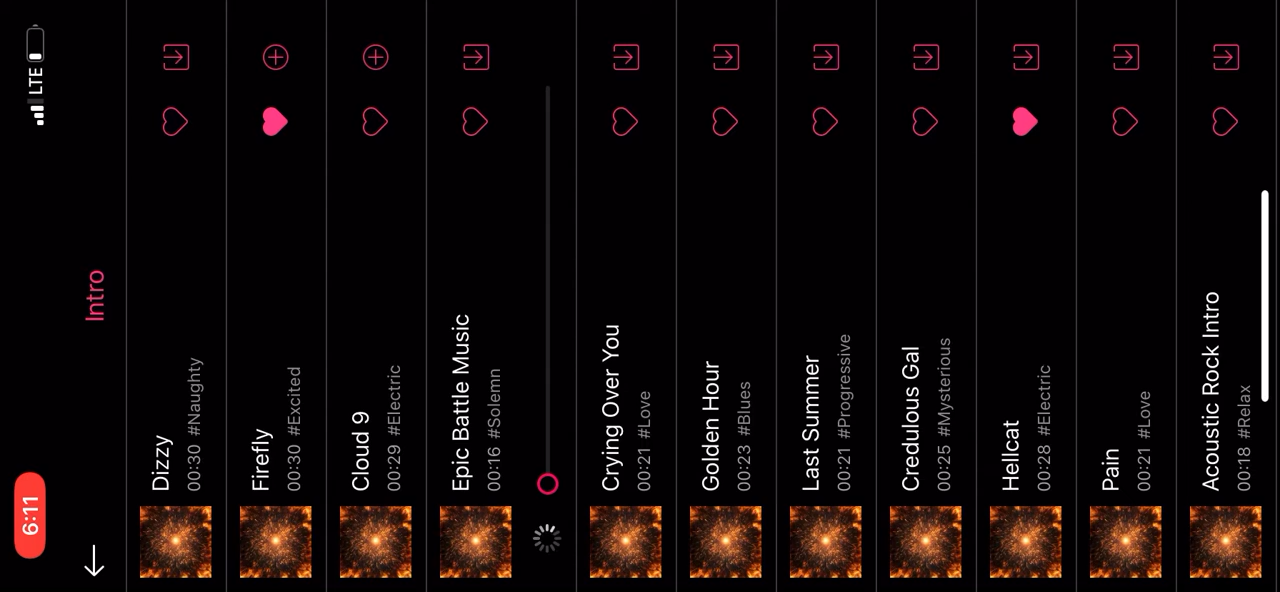 6:11
LTE
Intro
Dizzy
00:30 #Naughty
Firefly
00:30 #Excited
Cloud 9
00:29 #Electric
Epic Battle Music
00:16 #Solemn
Crying Over You
00:21 #Love
Golden Hour
00:23 #Blues
Last Summer
00:21 #Progressive
Credulous Gal
00:25 #Mysterious
Hellcat
00:28 #Electric
Pain
00:21 #Love
Acoustic Rock Intro
00:18 #Relax